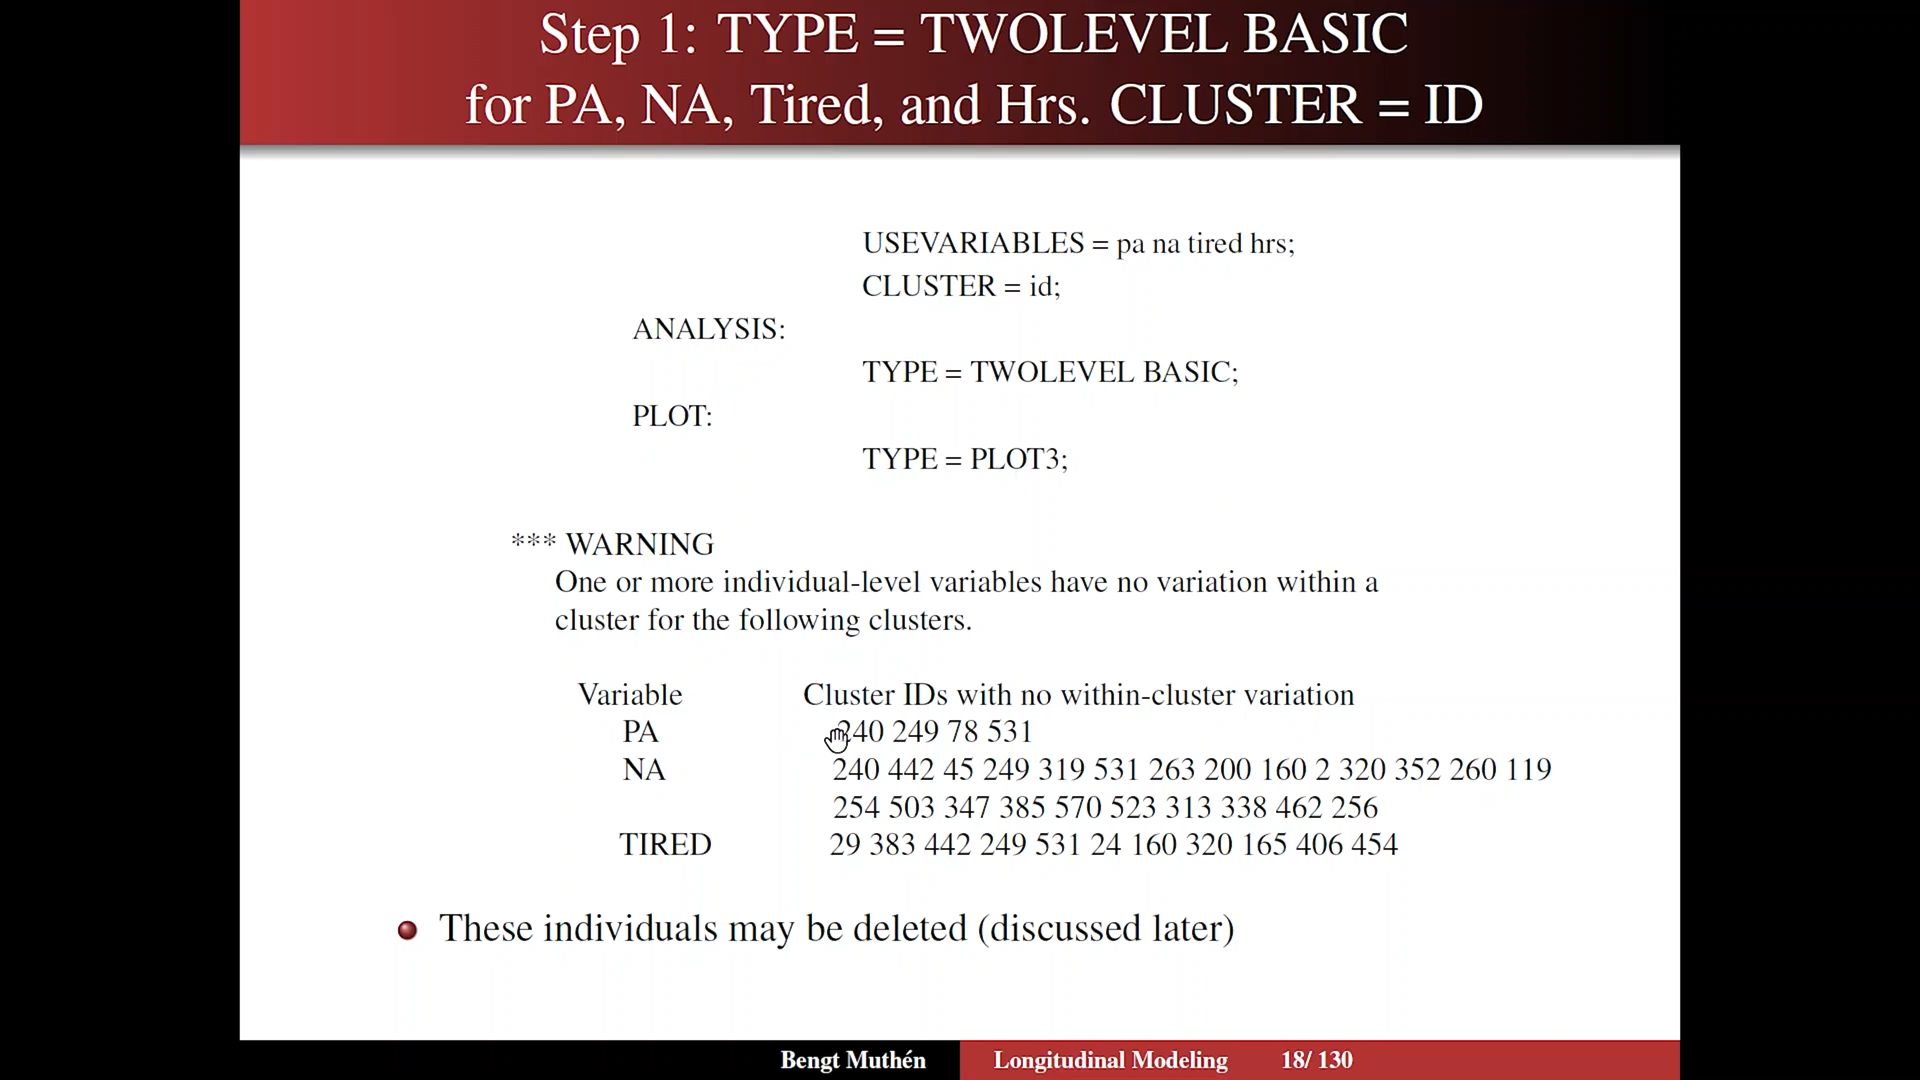 Step 1: TYPE = TWOLEVEL BASIC
for PA, NA, Tired, and Hrs. CLUSTER = ID
USEVARIABLES = pa na tired hrs;
CLUSTER = id;
ANALYSIS:
TYPE = TWOLEVEL BASIC;
PLOT:
TYPE = PLOT3;
*** WARNING
One or more individual-level variables have no variation within a
cluster for the following clusters.
Variable Cluster IDs with no within-cluster variation
PA 240 249 78 531
NA 240 442 45 249 319 531 263 200 160 2 320 352 260 119
254 503 347 385 570 523 313 338 462 256
TIRED 29 383 442 249 531 24 160 320 165 406 454
These individuals may be deleted (discussed later)
Bengt Muthén Longitudinal Modeling 18/ 130